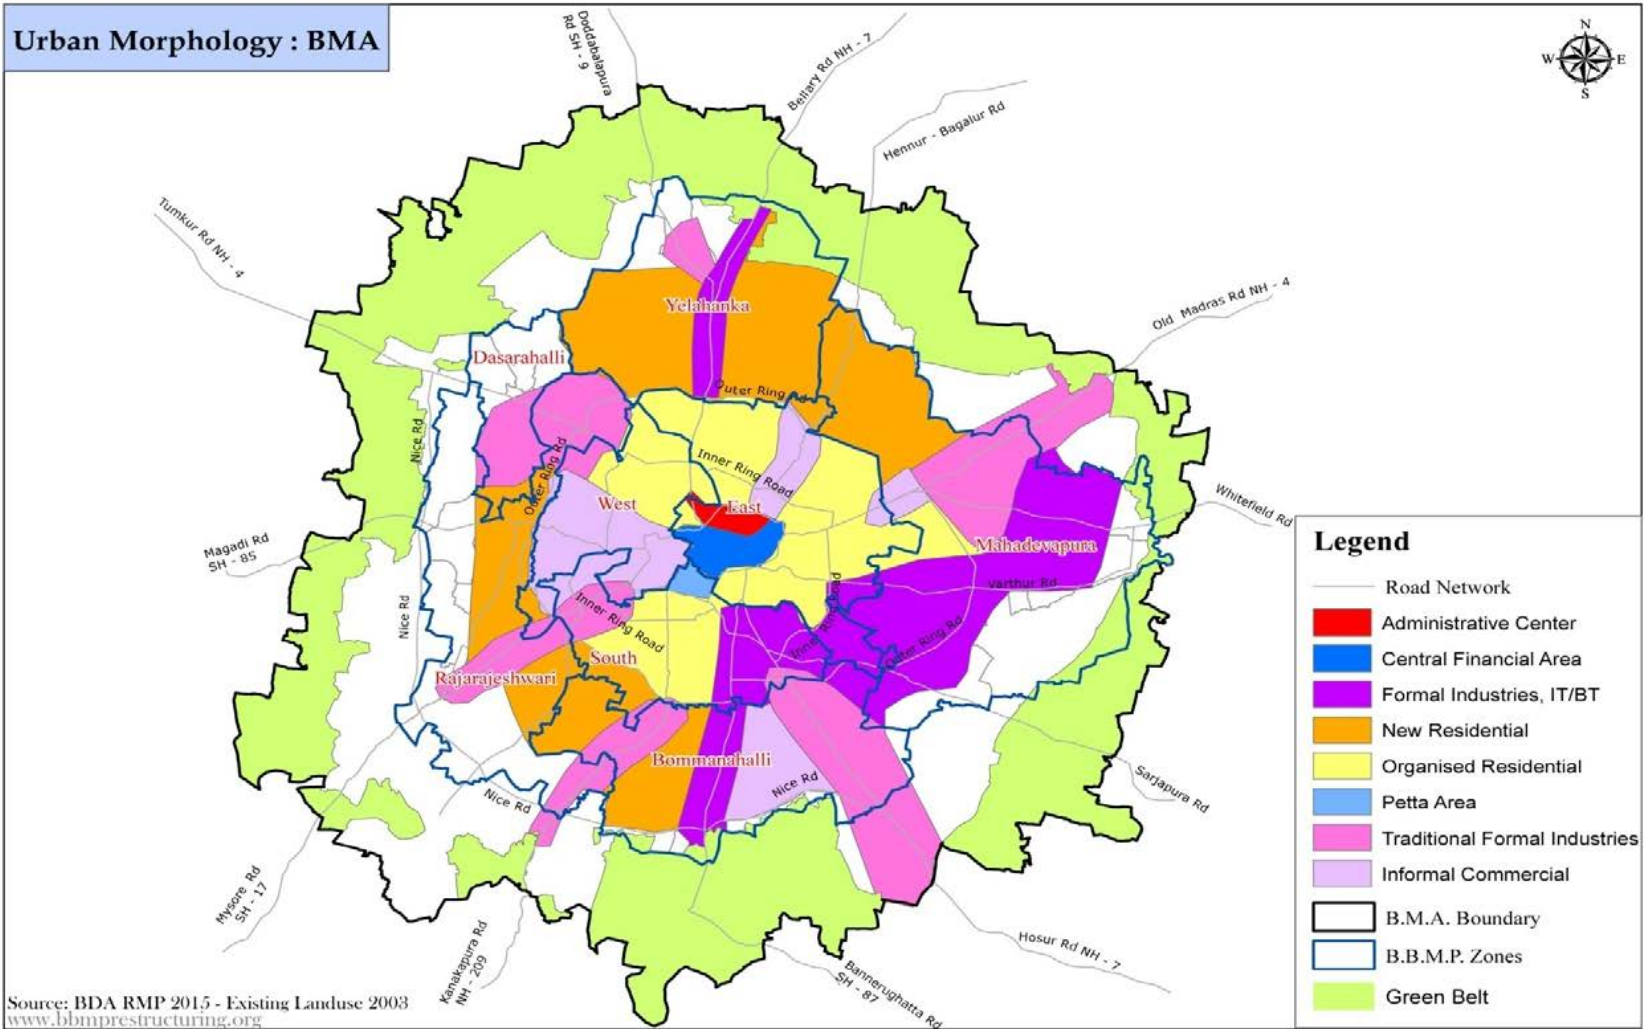 Urban Morphology : BMA
Doddabalapura
Rd SH - 9
Bellary Rd NH - 7
Hennur - Bagalur Rd
N
W
E
S
Tumkur Rd NH - 4
Old Madras Rd NH - 4
Yelahanka
Dasarahalli
Outer Ring Rd
Nice Rd
Outer Ring Rd
Inner Ring Road
West
East
Whitefield Rd
Magadi Rd
SH - 85
Mahadevapura
Varthur Rd
Nice Rd
Inner Ring Road
Inner Ring Road
Outer Ring Rd
South
Rajarajeshwari
Bommanahalli
Nice Rd
Nice Rd
Sarjapura Rd
Mysore Rd
SH - 17
Kanakapura Rd
NH - 209
Bannerughatta Rd
SH - 87
Hosur Rd NH - 7
Legend
Road Network
Administrative Center
Central Financial Area
Formal Industries, IT/BT
New Residential
Organised Residential
Petta Area
Traditional Formal Industries
Informal Commercial
B.M.A. Boundary
B.B.M.P. Zones
Green Belt
Source: BDA RMP 2015 - Existing Landuse 2003
www.bbmprestructuring.org